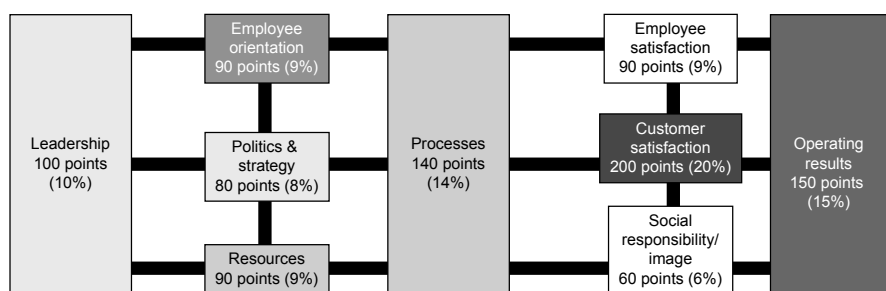 Leadership
100 points
(10%)
Employee
orientation
90 points (9%)
Politics &
strategy
80 points (8%)
Resources
90 points (9%)
Processes
140 points
(14%)
Employee
satisfaction
90 points (9%)
Customer
satisfaction
200 points (20%)
Social
responsibility/
image
60 points (6%)
Operating
results
150 points
(15%)